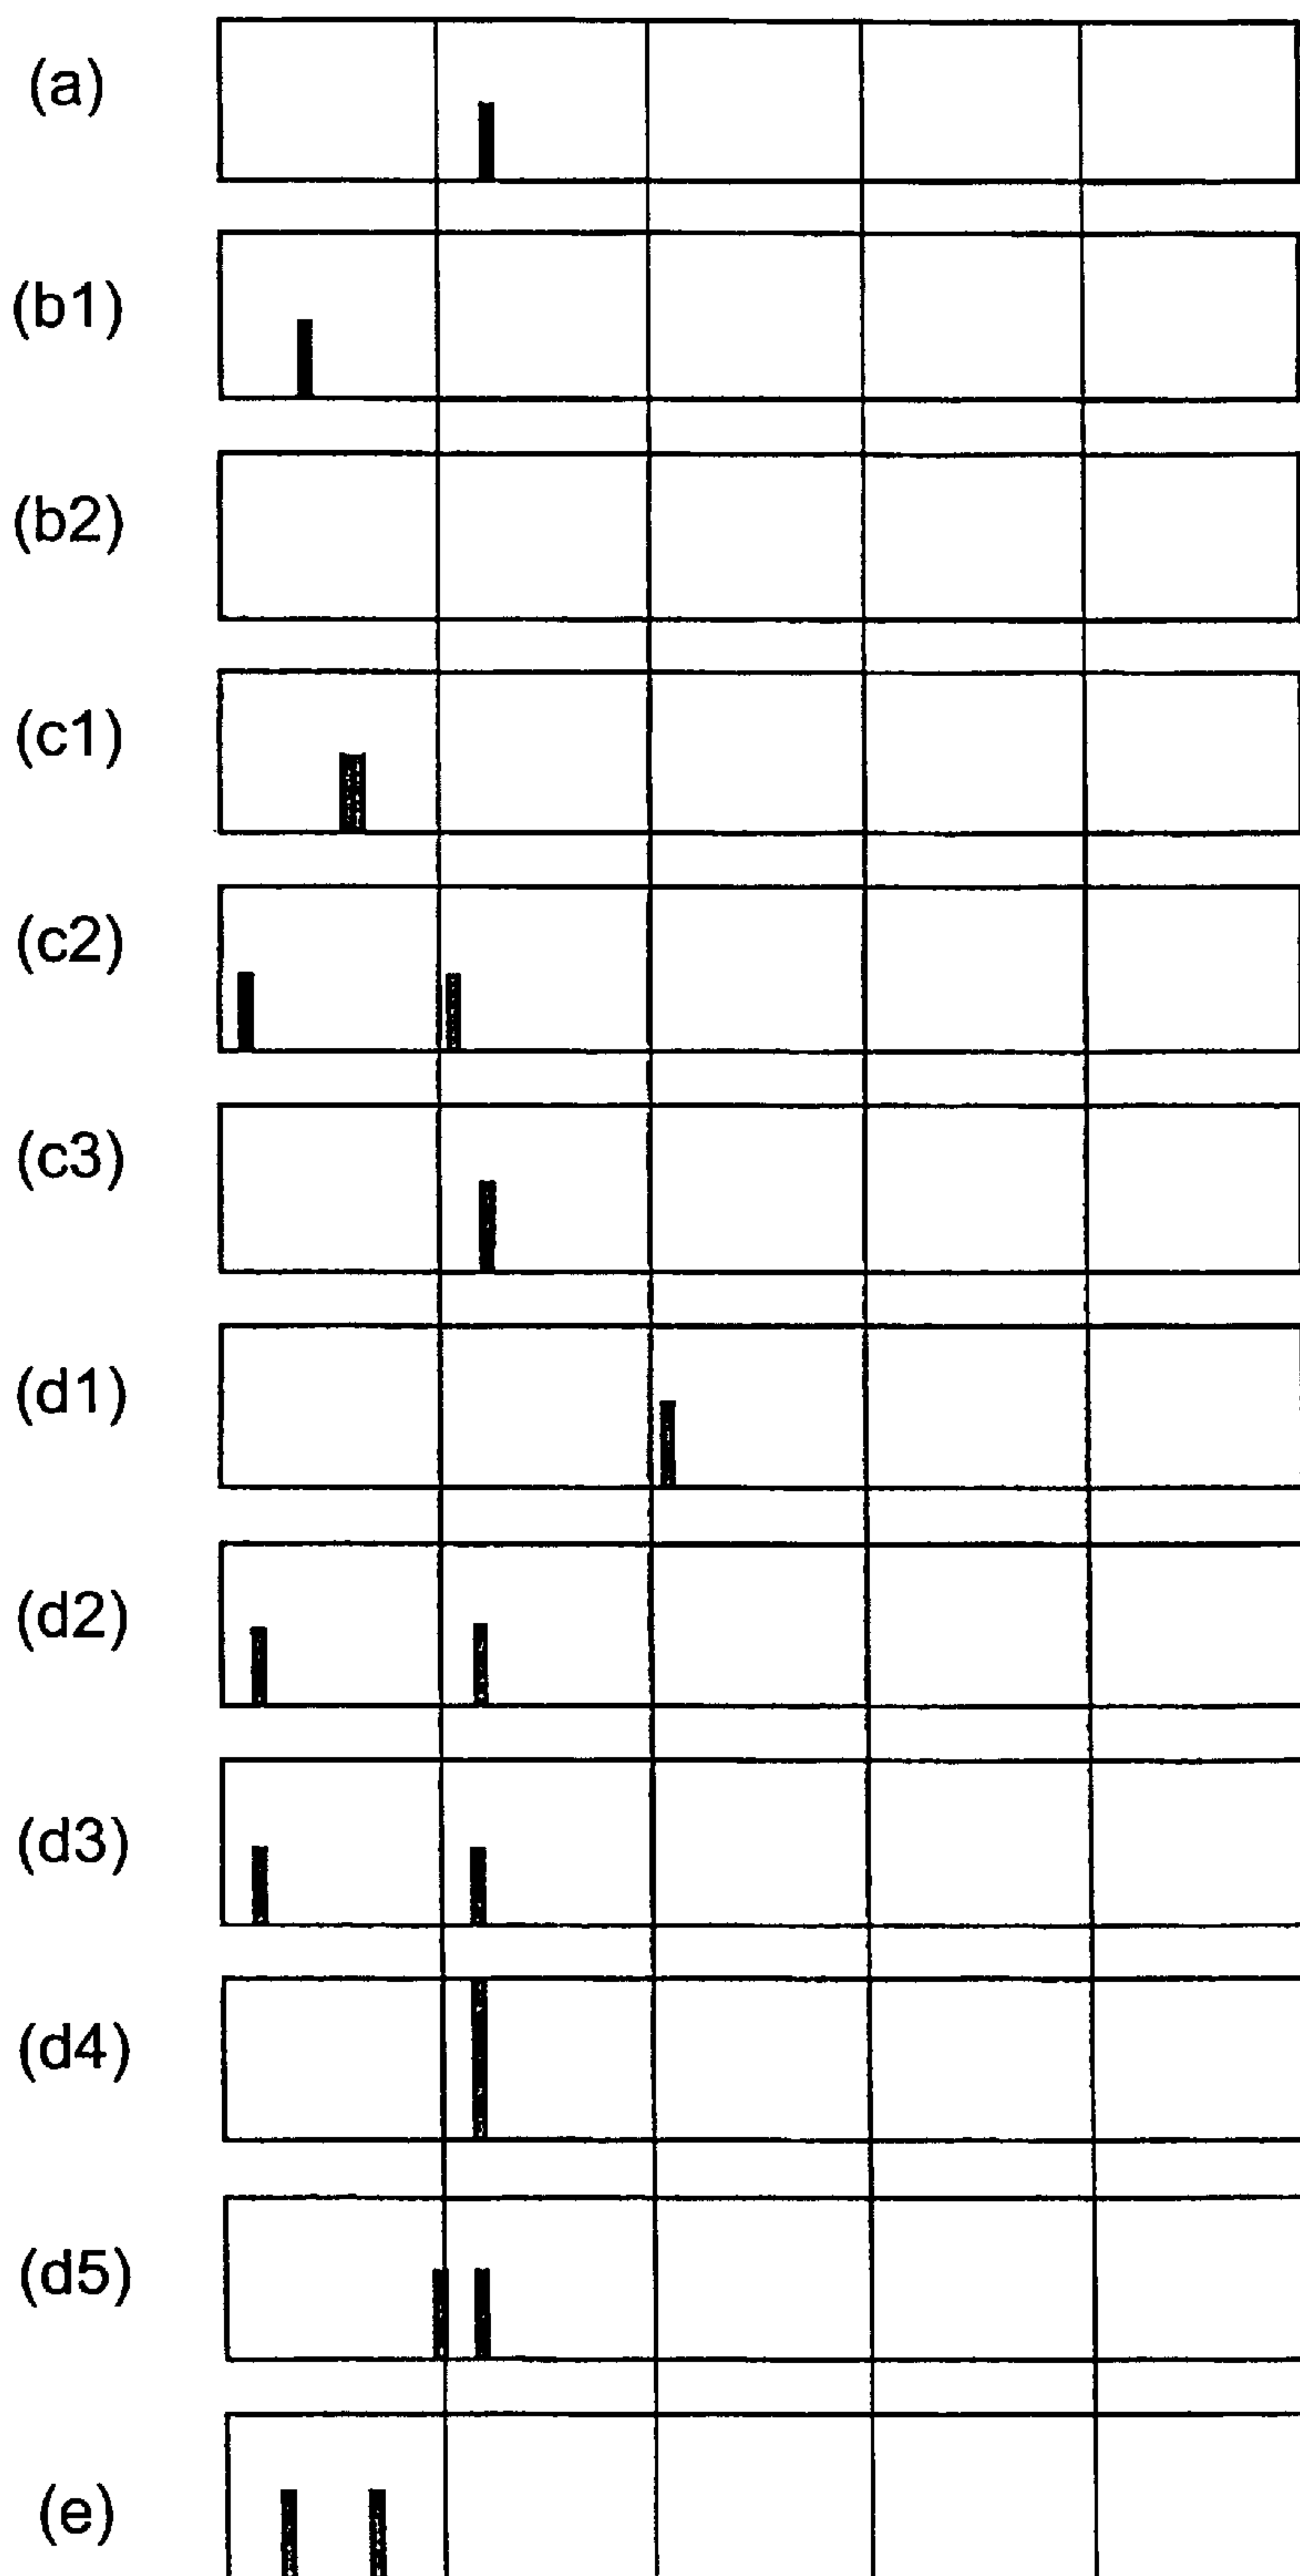 (a)
(b1)
(b2)
(c1)
(c2)
(c3)
(d1)
(d2)
(d3)
(d4)
(d5)
(e)